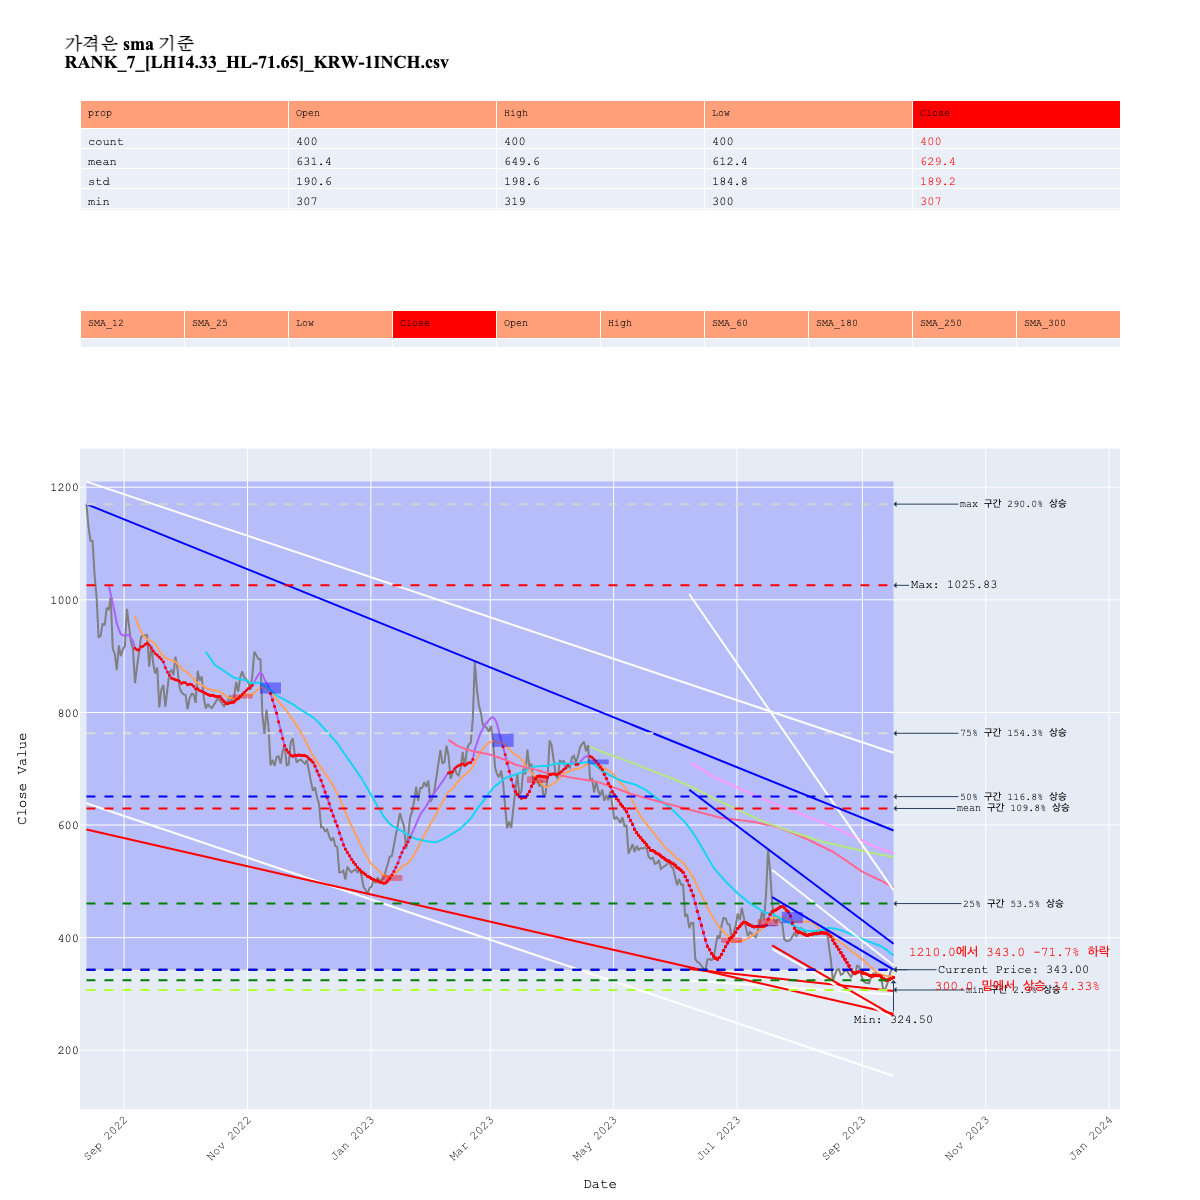 가격은 sma 기준
RANK_7_[LH14.33_HL-71.65]_KRW-1INCH.csv
prop Open High Low Close
count 400 400 400 400
mean 631.4 649.6 612.4 629.4
std 190.6 198.6 184.8 189.2
min 307 319 300 307
SMA_12 SMA_25 Low Close Open High SMA_60 SMA_180 SMA_250 SMA_300
Close Value
1200
1000
800
600
400
200
max 구간 290.0% 상승
Max: 1025.83
75% 구간 154.3% 상승
50% 구간 116.8% 상승
mean 구간 109.8% 상승
25% 구간 53.5% 상승
1210.0에서 343.0 -71.7% 하락
Current Price: 343.00
300.0 밑에서 상승 14.33%
min 구간 2.3% 상승
Min: 324.50
Sep 2022 Nov 2022 Jan 2023 Mar 2023 May 2023 Jul 2023 Sep 2023 Nov 2023 Jan 2024
Date